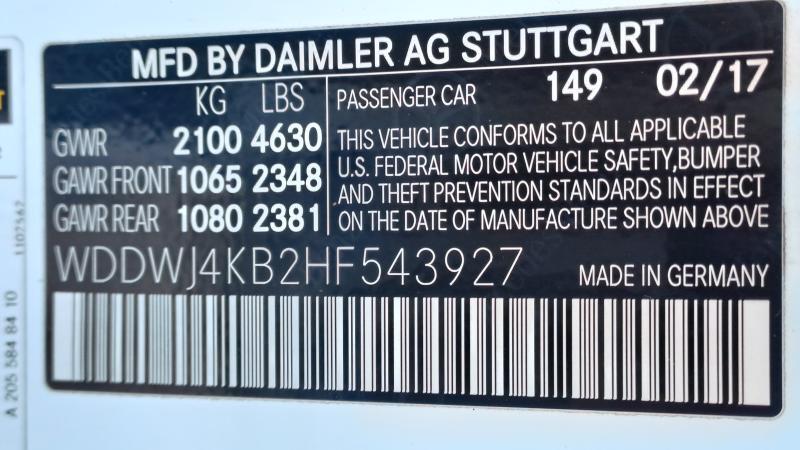 MFD BY DAIMLER AG STUTTGART
KG LBS
GVWR 2100 4630
GAWR FRONT 1065 2348
GAWR REAR 1080 2381
PASSENGER CAR 149 02/17
THIS VEHICLE CONFORMS TO ALL APPLICABLE
U.S. FEDERAL MOTOR VEHICLE SAFETY,BUMPER
AND THEFT PREVENTION STANDARDS IN EFFECT
ON THE DATE OF MANUFACTURE SHOWN ABOVE
WDDWJ4KB2HF543927 MADE IN GERMANY
A 205 584 84 10 1107562